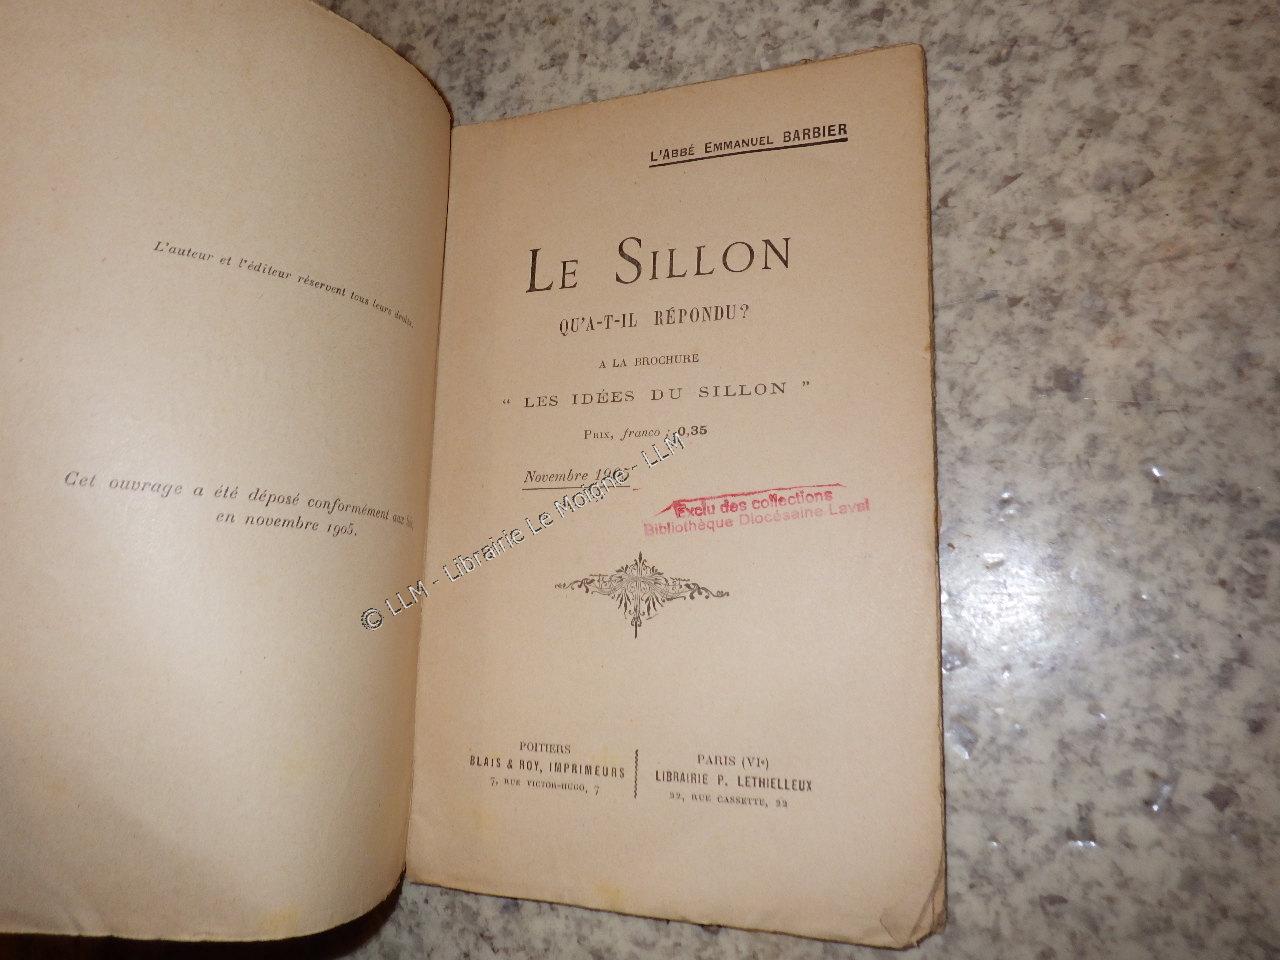 L'auteur et l'éditeur réservent tous leurs droits.
Cet ouvrage a été déposé conformément aux
en novembre 1905.
L'ABBÉ EMMANUEL BARBIER
LE SILLON
QU'A-T-IL RÉPONDU?
A LA BROCHURE
" LES IDÉES DU SILLON "
PRIX, franco : 0,35
Novembre
Exclu des collections
Bibliothèque Diocésaine Laval
© LLM - Librairie Le Moigne - LLM
POITIERS
BLAIS & ROY, IMPRIMEURS
7, RUE VICTOR-HUGO, 7
PARIS (VIe)
LIBRAIRIE P. LETHIELLEUX
22, RUE CASSETTE, 22